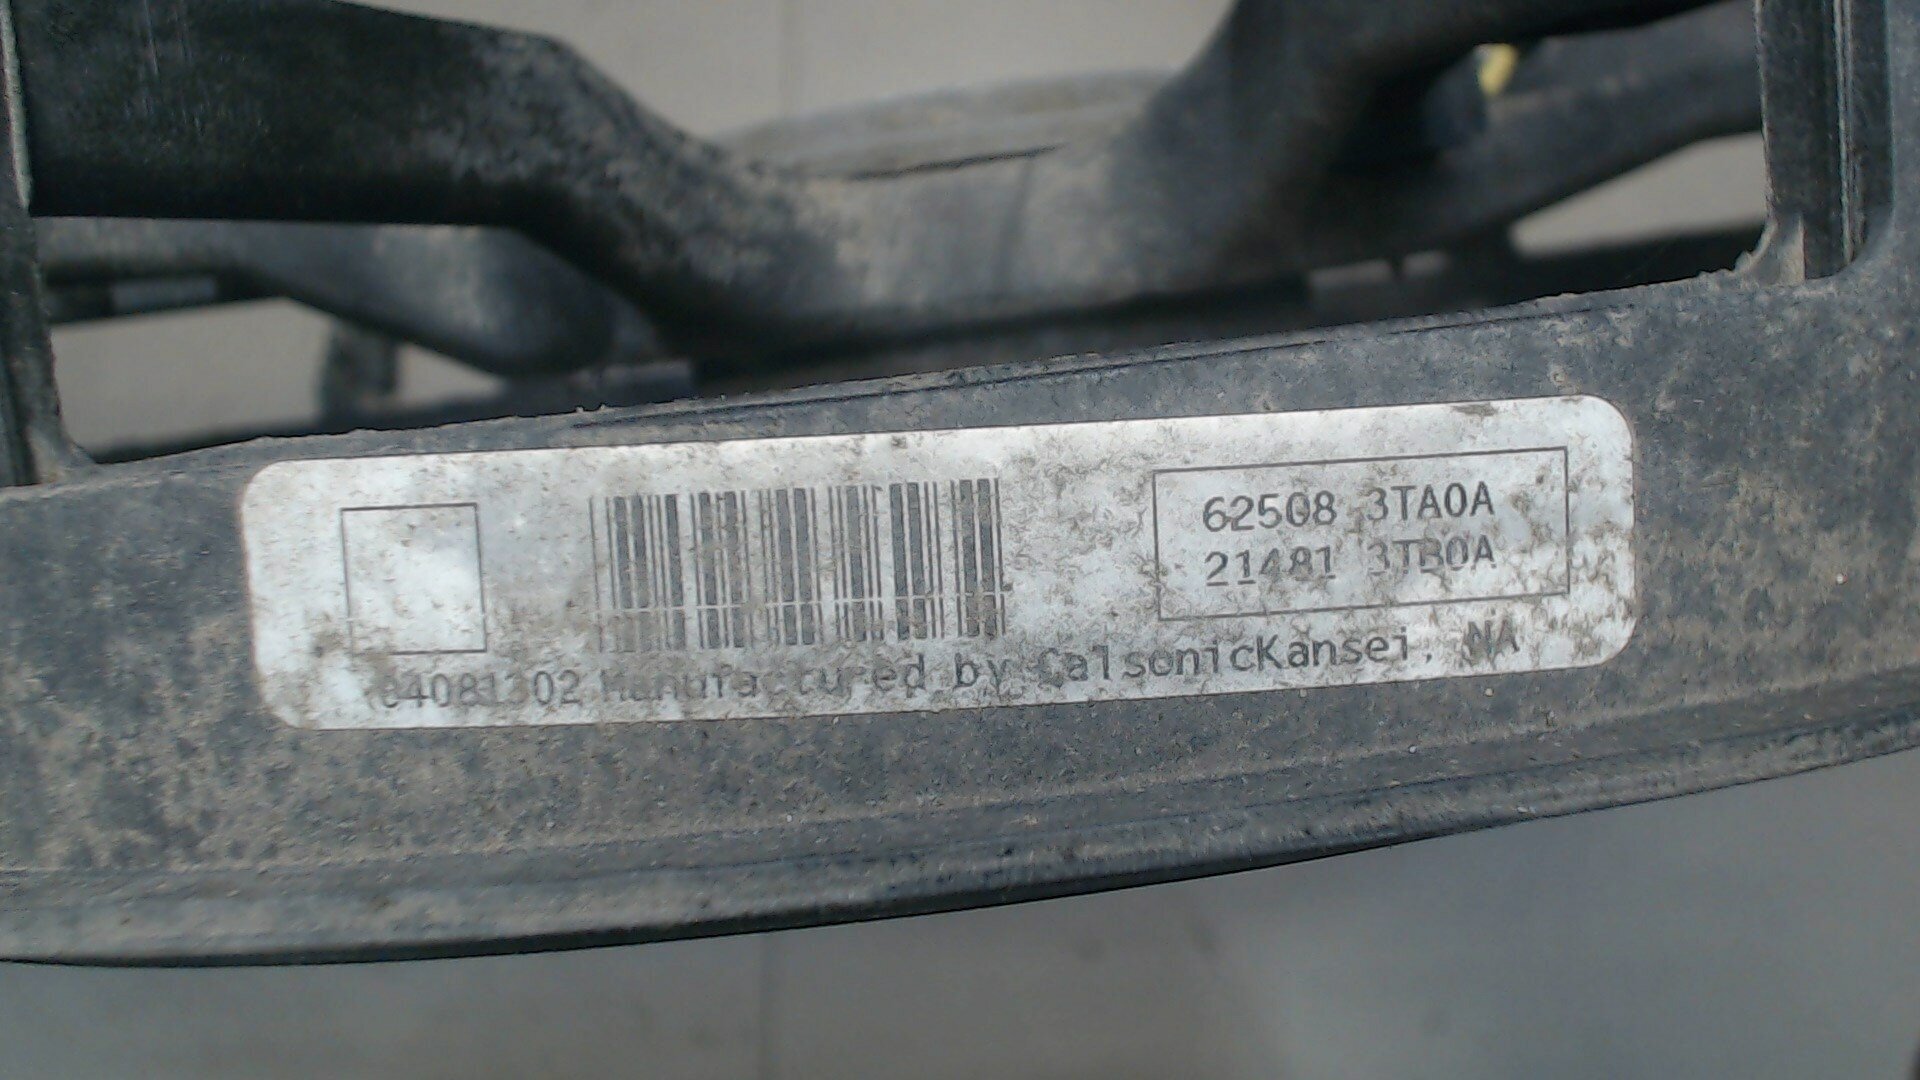 62508 3TA0A
21481 3TB0A
84081302 Manufactured by CalsonicKansei, NA